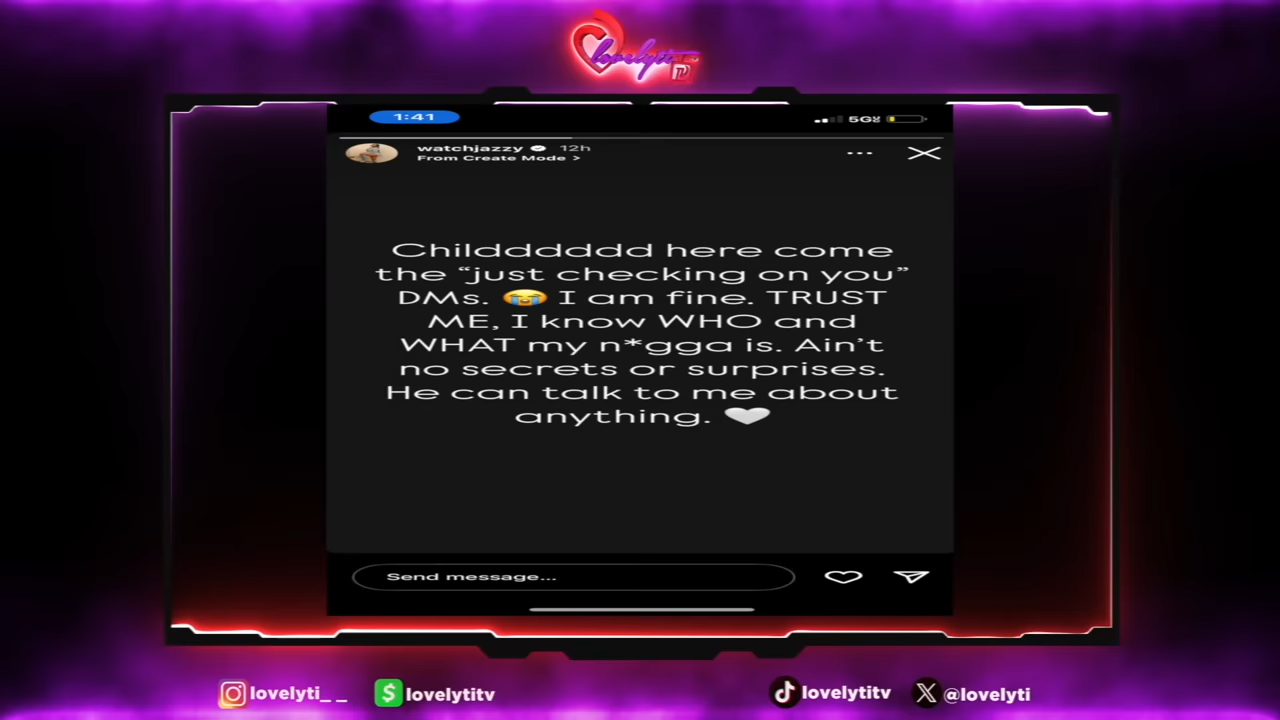 lovelyti
1:41
5G
watchjazzy 12h
From Create Mode >
Childddddd here come
the “just checking on you”
DMs. 😭 I am fine. TRUST
ME, I know WHO and
WHAT my n*gga is. Ain’t
no secrets or surprises.
He can talk to me about
anything. 🤍
Send message...
lovelyti_ _
lovelytitv
lovelytitv
@lovelyti